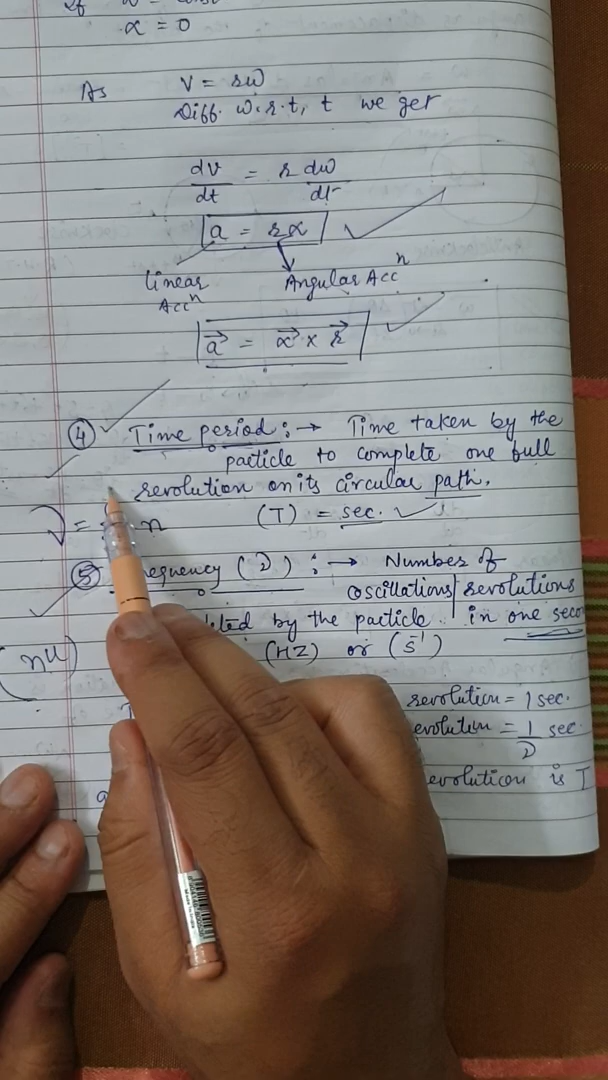 α = 0
As V = rω
Diff. w.r.t, t we get
dv/dt = r dω/dt
a = rα
linear Accⁿ Angular Accⁿ
a⃗ = α⃗ × r⃗
④ Time period :→ Time taken by the
particle to complete one full
revolution on its circular path.
(T) = sec.
⑤ equency (ν) :→ Number of
oscillations/revolutions
by the particle in one seco
(nu) (HZ) or (s⁻¹)
revolution = 1 sec.
evolution = 1/ν sec.
evolution is T